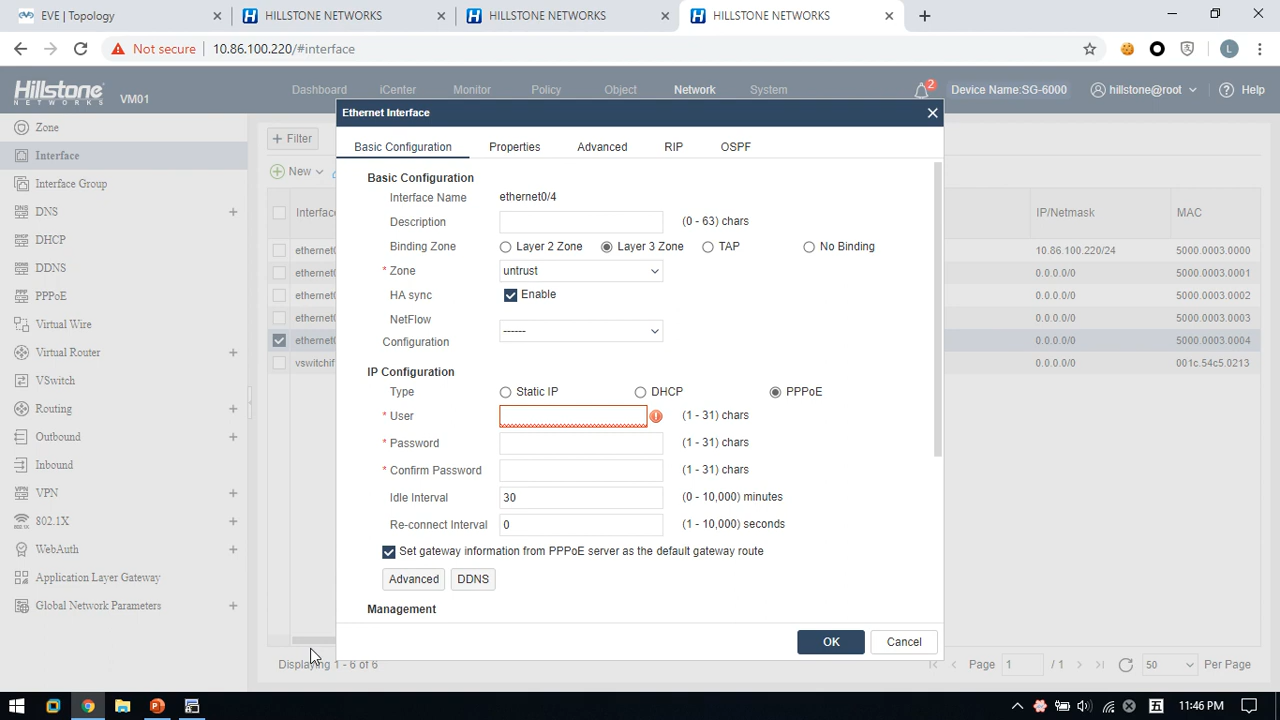 EVE | Topology
HILLSTONE NETWORKS
HILLSTONE NETWORKS
HILLSTONE NETWORKS
Not secure
10.86.100.220/#interface
L
Hillstone
NETWORKS
VM01
Dashboard
iCenter
Monitor
Policy
Object
Network
System
2
Device Name:SG-6000
hillstone@root
Help
Zone
Interface
Interface Group
DNS
DHCP
DDNS
PPPoE
Virtual Wire
Virtual Router
VSwitch
Routing
Outbound
Inbound
VPN
802.1X
WebAuth
Application Layer Gateway
Global Network Parameters
Filter
New
Interfac
IP/Netmask
MAC
ethernet0
10.86.100.220/24
5000.0003.0000
ethernet0
0.0.0.0/0
5000.0003.0001
ethernet0
0.0.0.0/0
5000.0003.0002
ethernet0
0.0.0.0/0
5000.0003.0003
ethernet0
0.0.0.0/0
5000.0003.0004
vswitchif
0.0.0.0/0
001c.54c5.0213
Ethernet Interface
Basic Configuration
Properties
Advanced
RIP
OSPF
Basic Configuration
Interface Name ethernet0/4
Description (0 - 63) chars
Binding Zone Layer 2 Zone Layer 3 Zone TAP No Binding
* Zone untrust
HA sync Enable
NetFlow
Configuration ------
IP Configuration
Type Static IP DHCP PPPoE
* User (1 - 31) chars
* Password (1 - 31) chars
* Confirm Password (1 - 31) chars
Idle Interval 30 (0 - 10,000) minutes
Re-connect Interval 0 (1 - 10,000) seconds
Set gateway information from PPPoE server as the default gateway route
Advanced DDNS
Management
OK Cancel
Displaying 1 - 6 of 6
Page 1 / 1
50 Per Page
五
11:46 PM